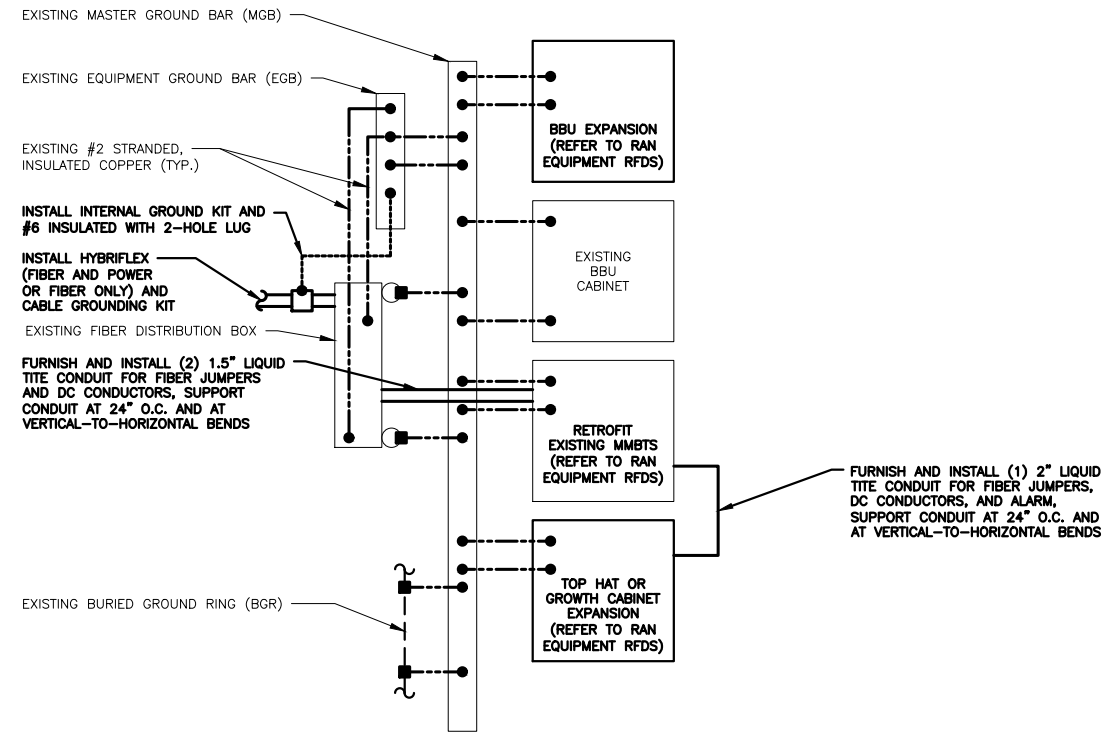 EXISTING MASTER GROUND BAR (MGB)
EXISTING EQUIPMENT GROUND BAR (EGB)
EXISTING #2 STRANDED,
INSULATED COPPER (TYP.)
INSTALL INTERNAL GROUND KIT AND
#6 INSULATED WITH 2-HOLE LUG
INSTALL HYBRIFLEX
(FIBER AND POWER
OR FIBER ONLY) AND
CABLE GROUNDING KIT
EXISTING FIBER DISTRIBUTION BOX
FURNISH AND INSTALL (2) 1.5" LIQUID
TITE CONDUIT FOR FIBER JUMPERS
AND DC CONDUCTORS, SUPPORT
CONDUIT AT 24" O.C. AND AT
VERTICAL-TO-HORIZONTAL BENDS
EXISTING BURIED GROUND RING (BGR)
BBU EXPANSION
(REFER TO RAN
EQUIPMENT RFDS)
EXISTING
BBU
CABINET
RETROFIT
EXISTING MMBTS
(REFER TO RAN
EQUIPMENT RFDS)
TOP HAT OR
GROWTH CABINET
EXPANSION
(REFER TO RAN
EQUIPMENT RFDS)
FURNISH AND INSTALL (1) 2" LIQUID
TITE CONDUIT FOR FIBER JUMPERS,
DC CONDUCTORS, AND ALARM,
SUPPORT CONDUIT AT 24" O.C. AND
AT VERTICAL-TO-HORIZONTAL BENDS